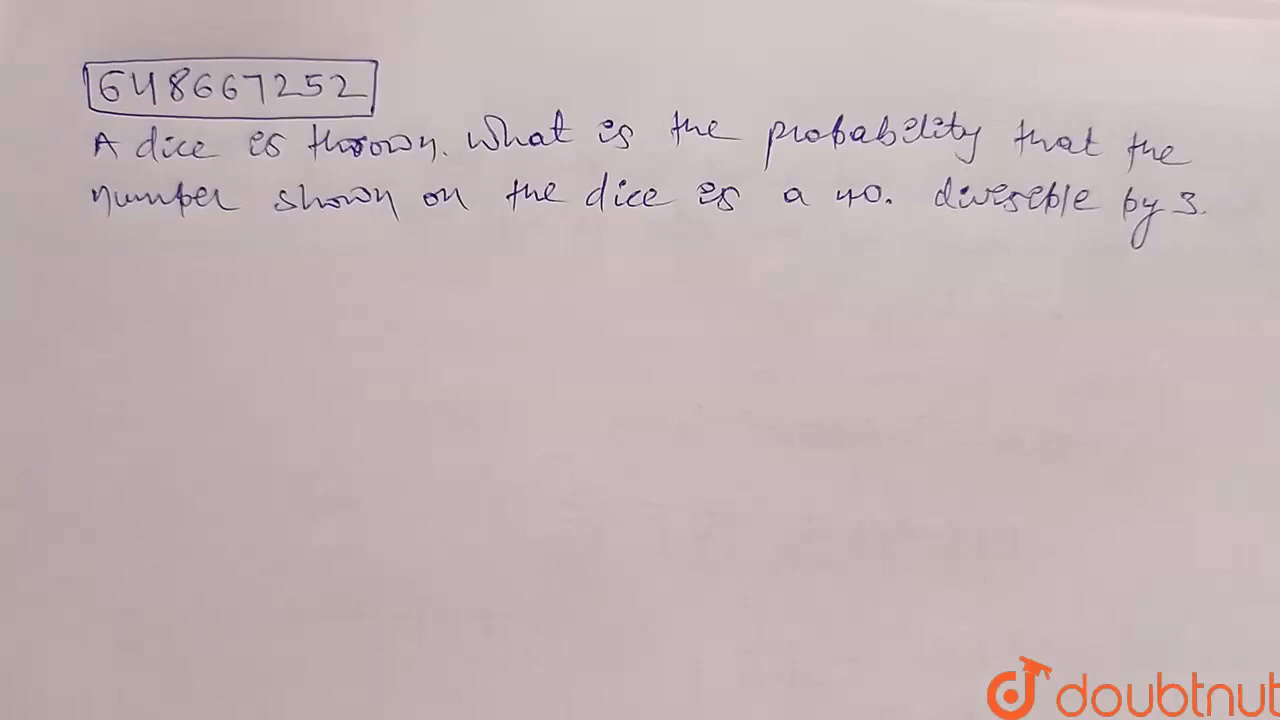 648667252
A dice is thrown. What is the probability that the
number shown on the dice is a no. divisible by 3.
doubtnut